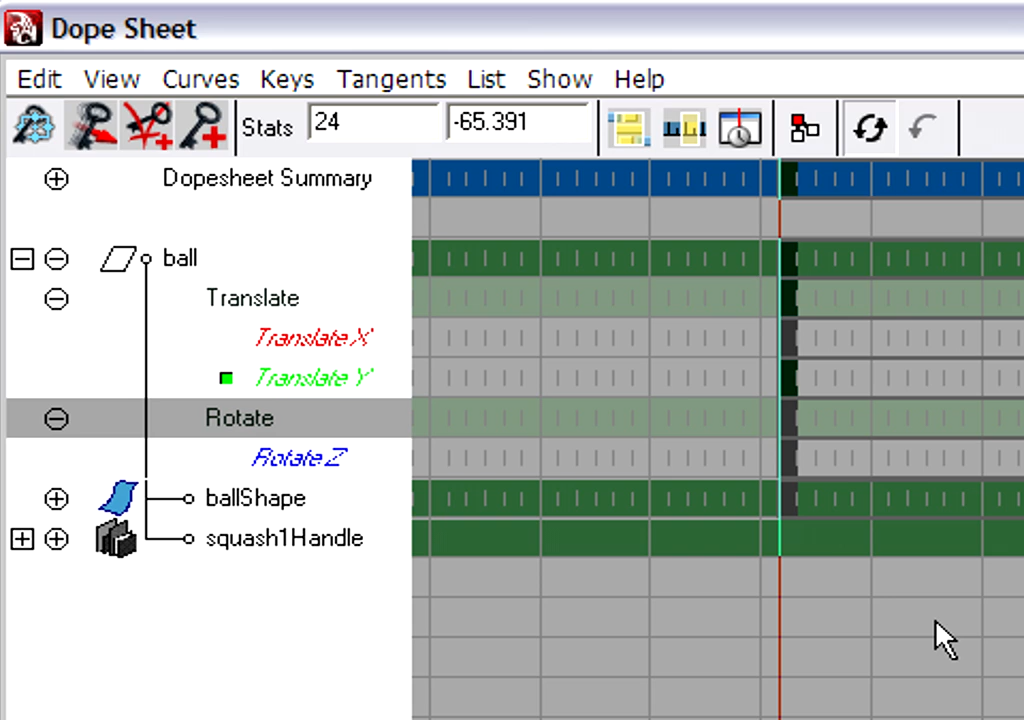 Dope Sheet
Edit View Curves Keys Tangents List Show Help
Stats 24 -65.391
Dopesheet Summary
ball
Translate
Translate X
Translate Y
Rotate
Rotate Z
ballShape
squash1Handle